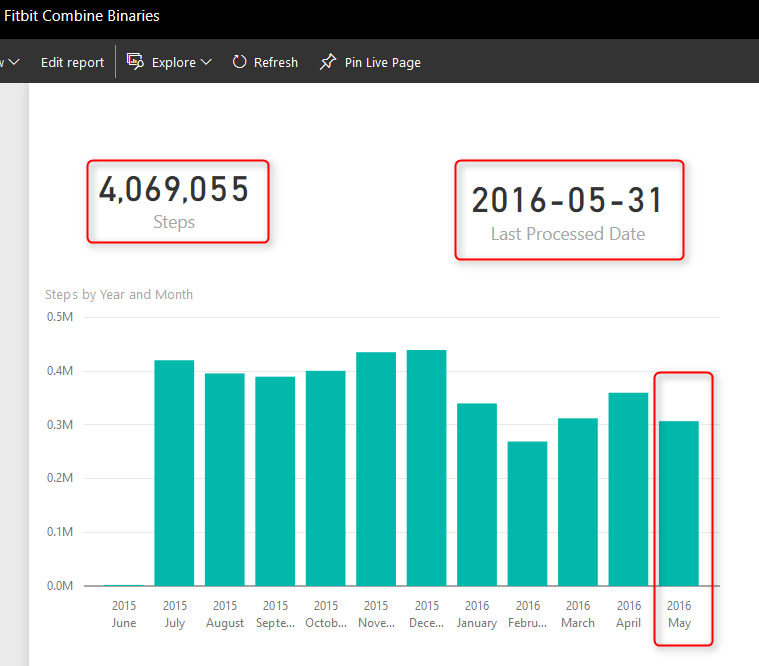 Fitbit Combine Binaries
Edit report Explore Refresh Pin Live Page
4,069,055
Steps
2016-05-31
Last Processed Date
Steps by Year and Month
0.5M
0.4M
0.3M
0.2M
0.1M
0.0M
2015 2015 2015 2015 2015 2015 2015 2016 2016 2016 2016 2016
June July August Septe... Octob... Nove... Dece... January Febru... March April May